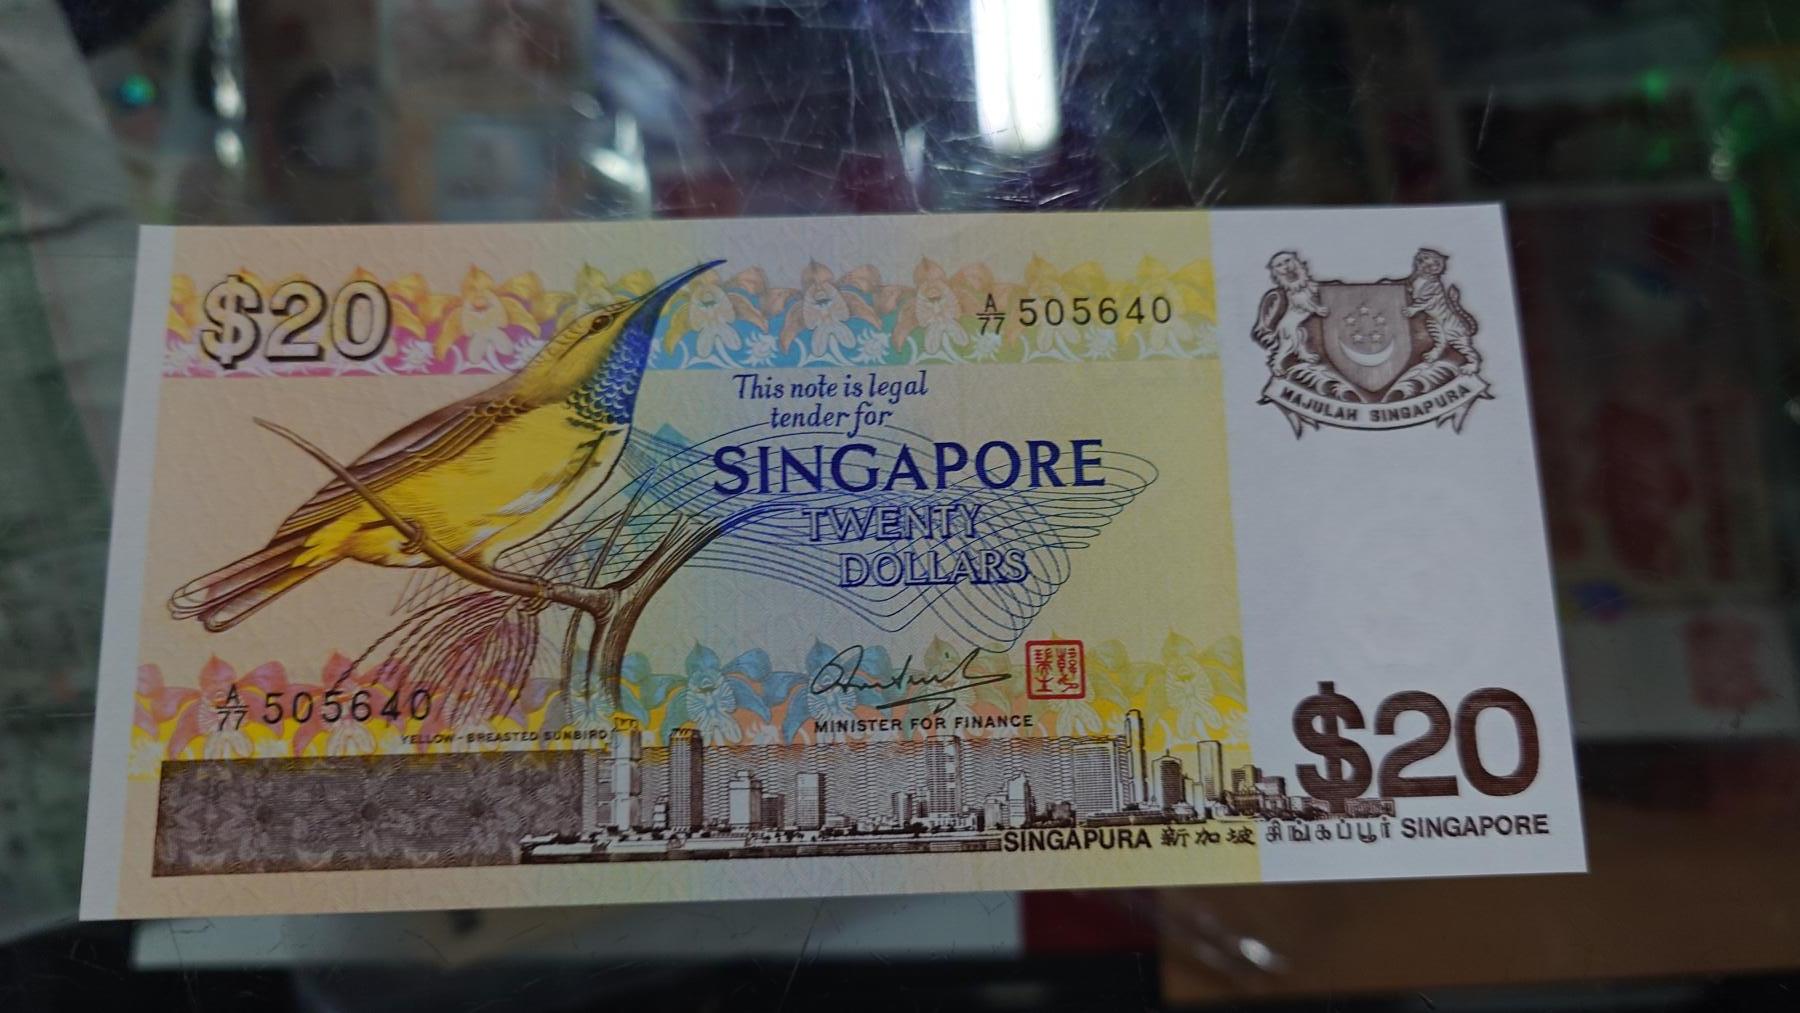 $20
A/77 505640
MAJULAH SINGAPURA
This note is legal
tender for
SINGAPORE
TWENTY
DOLLARS
A/77 505640
YELLOW-BREASTED SUNBIRD
MINISTER FOR FINANCE
$20
SINGAPURA 新加坡 சிங்கப்பூர் SINGAPORE